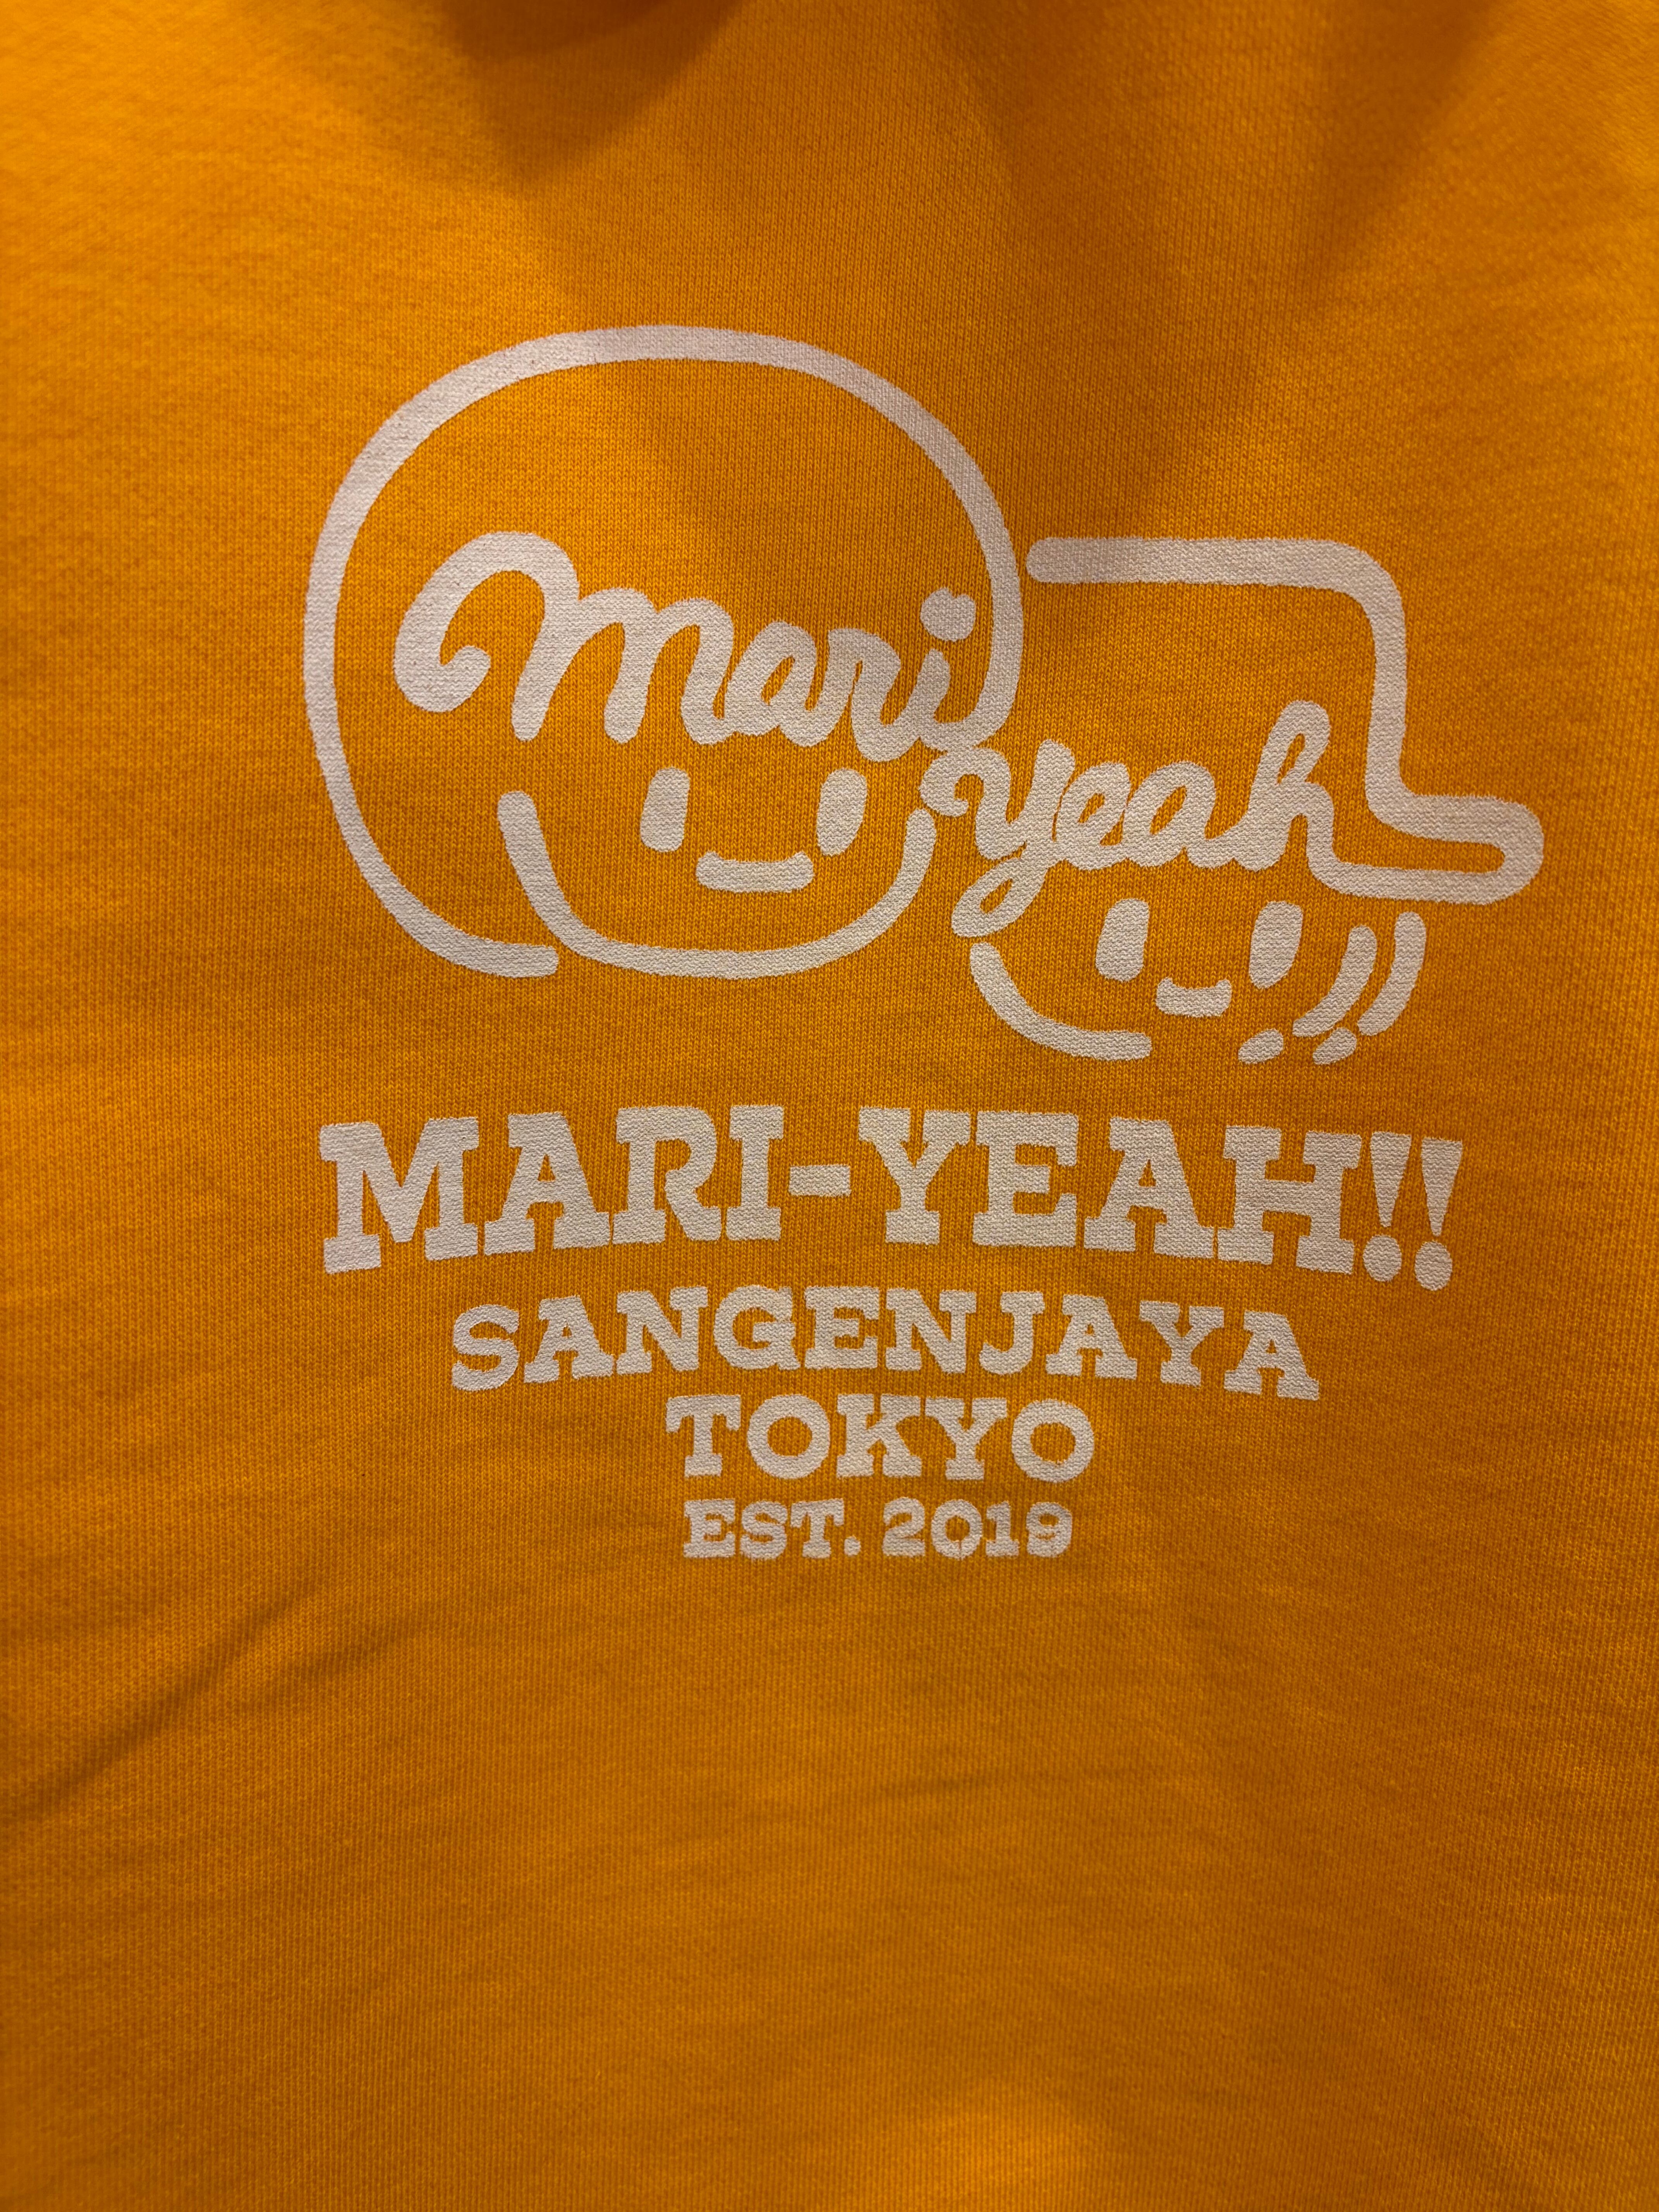 mari
yeah
MARI-YEAH!!
SANGENJAYA
TOKYO
EST. 2019